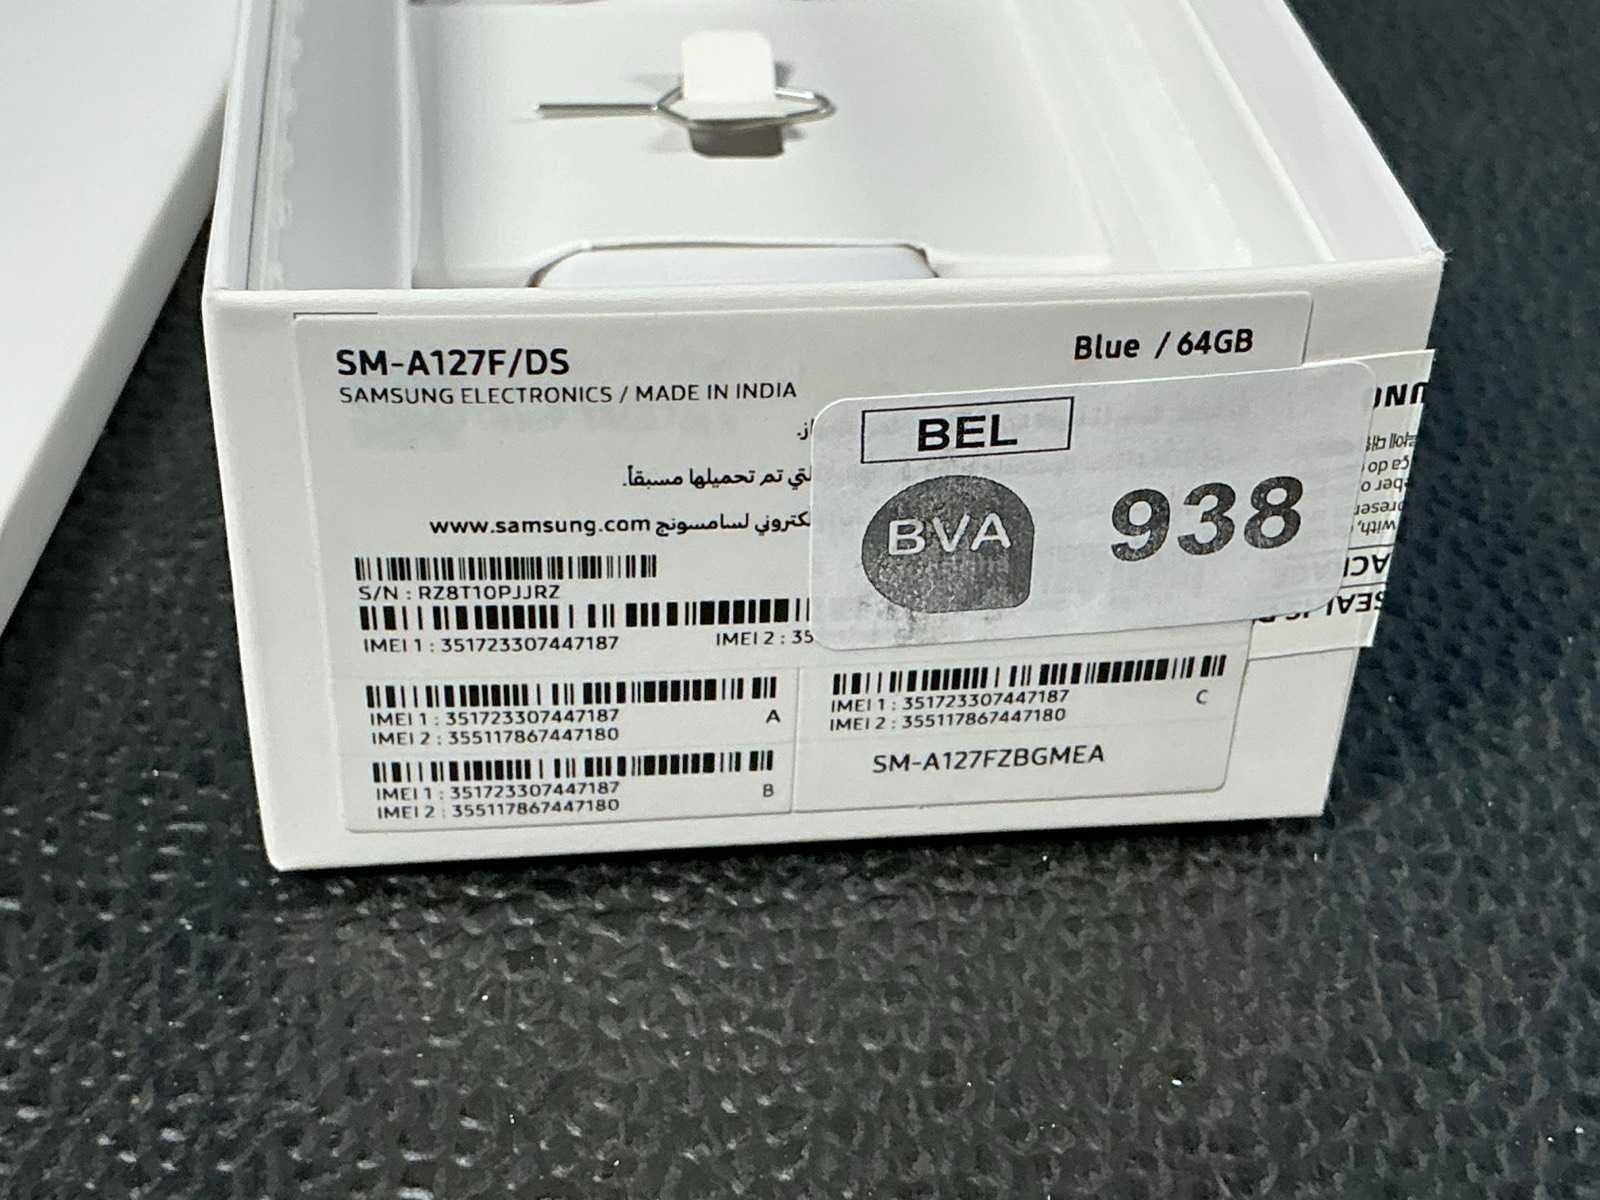 SM-A127F/DS
Blue / 64GB
SAMSUNG ELECTRONICS / MADE IN INDIA
BEL
BVA
938
تم تحميلها مسبقاً.
لسامسونج www.samsung.com
S/N : RZ8T10PJJRZ
IMEI 1 : 351723307447187
IMEI 2 : 35
IMEI 1 : 351723307447187
IMEI 2 : 355117867447180
A
IMEI 1 : 351723307447187
IMEI 2 : 355117867447180
B
IMEI 1 : 351723307447187
IMEI 2 : 355117867447180
C
SM-A127FZBGMEA